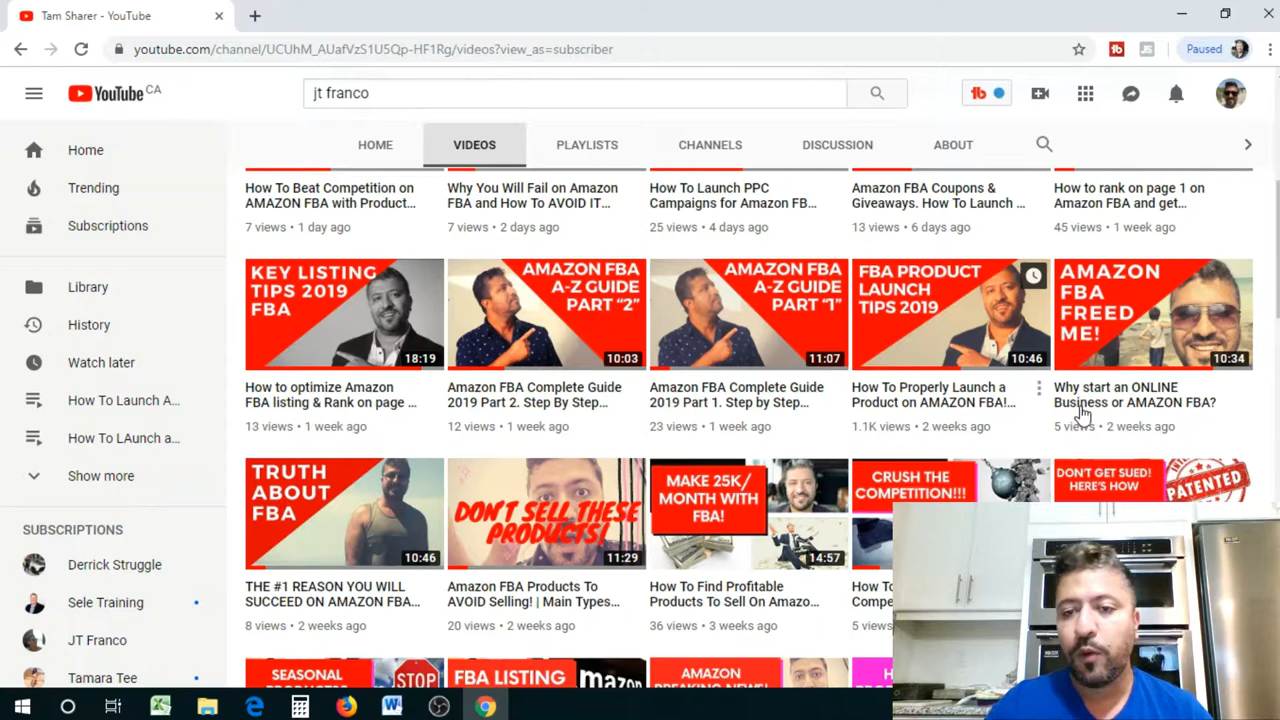 Tam Sharer - YouTube
youtube.com/channel/UCUhM_AUafVzS1U5Qp-HF1Rg/videos?view_as=subscriber
Paused
YouTube CA
jt franco
HOME VIDEOS PLAYLISTS CHANNELS DISCUSSION ABOUT
Home
Trending
Subscriptions
Library
History
Watch later
How To Launch A...
How To LAunch a...
Show more
SUBSCRIPTIONS
Derrick Struggle
Sele Training
JT Franco
Tamara Tee
How To Beat Competition on
AMAZON FBA with Product...
7 views • 1 day ago
Why You Will Fail on Amazon
FBA and How To AVOID IT...
7 views • 2 days ago
How To Launch PPC
Campaigns for Amazon FB...
25 views • 4 days ago
Amazon FBA Coupons &
Giveaways. How To Launch ...
13 views • 6 days ago
How to rank on page 1 on
Amazon FBA and get...
45 views • 1 week ago
KEY LISTING
TIPS 2019
FBA
18:19
How to optimize Amazon
FBA listing & Rank on page ...
13 views • 1 week ago
AMAZON FBA
A-Z GUIDE
PART “2”
10:03
Amazon FBA Complete Guide
2019 Part 2. Step By Step...
12 views • 1 week ago
AMAZON FBA
A-Z GUIDE
PART “1”
11:07
Amazon FBA Complete Guide
2019 Part 1. Step by Step...
23 views • 1 week ago
FBA PRODUCT
LAUNCH
TIPS 2019
10:46
How To Properly Launch a
Product on AMAZON FBA!...
1.1K views • 2 weeks ago
AMAZON
FBA
FREED
ME!
10:34
Why start an ONLINE
Business or AMAZON FBA?
5 views • 2 weeks ago
TRUTH
ABOUT
FBA
10:46
THE #1 REASON YOU WILL
SUCCEED ON AMAZON FBA...
8 views • 2 weeks ago
DON'T SELL THESE
PRODUCTS!
11:29
Amazon FBA Products To
AVOID Selling! | Main Types...
20 views • 2 weeks ago
MAKE 25K/
MONTH WITH
FBA!
14:57
How To Find Profitable
Products To Sell On Amazo...
36 views • 3 weeks ago
CRUSH THE
COMPETITION!!!
How To
Compe
5 views
DON'T GET SUED!
HERE'S HOW
PATENTED
SEASONAL
STOP
FBA LISTING
amazon
AMAZON
BREAKING NEWS!